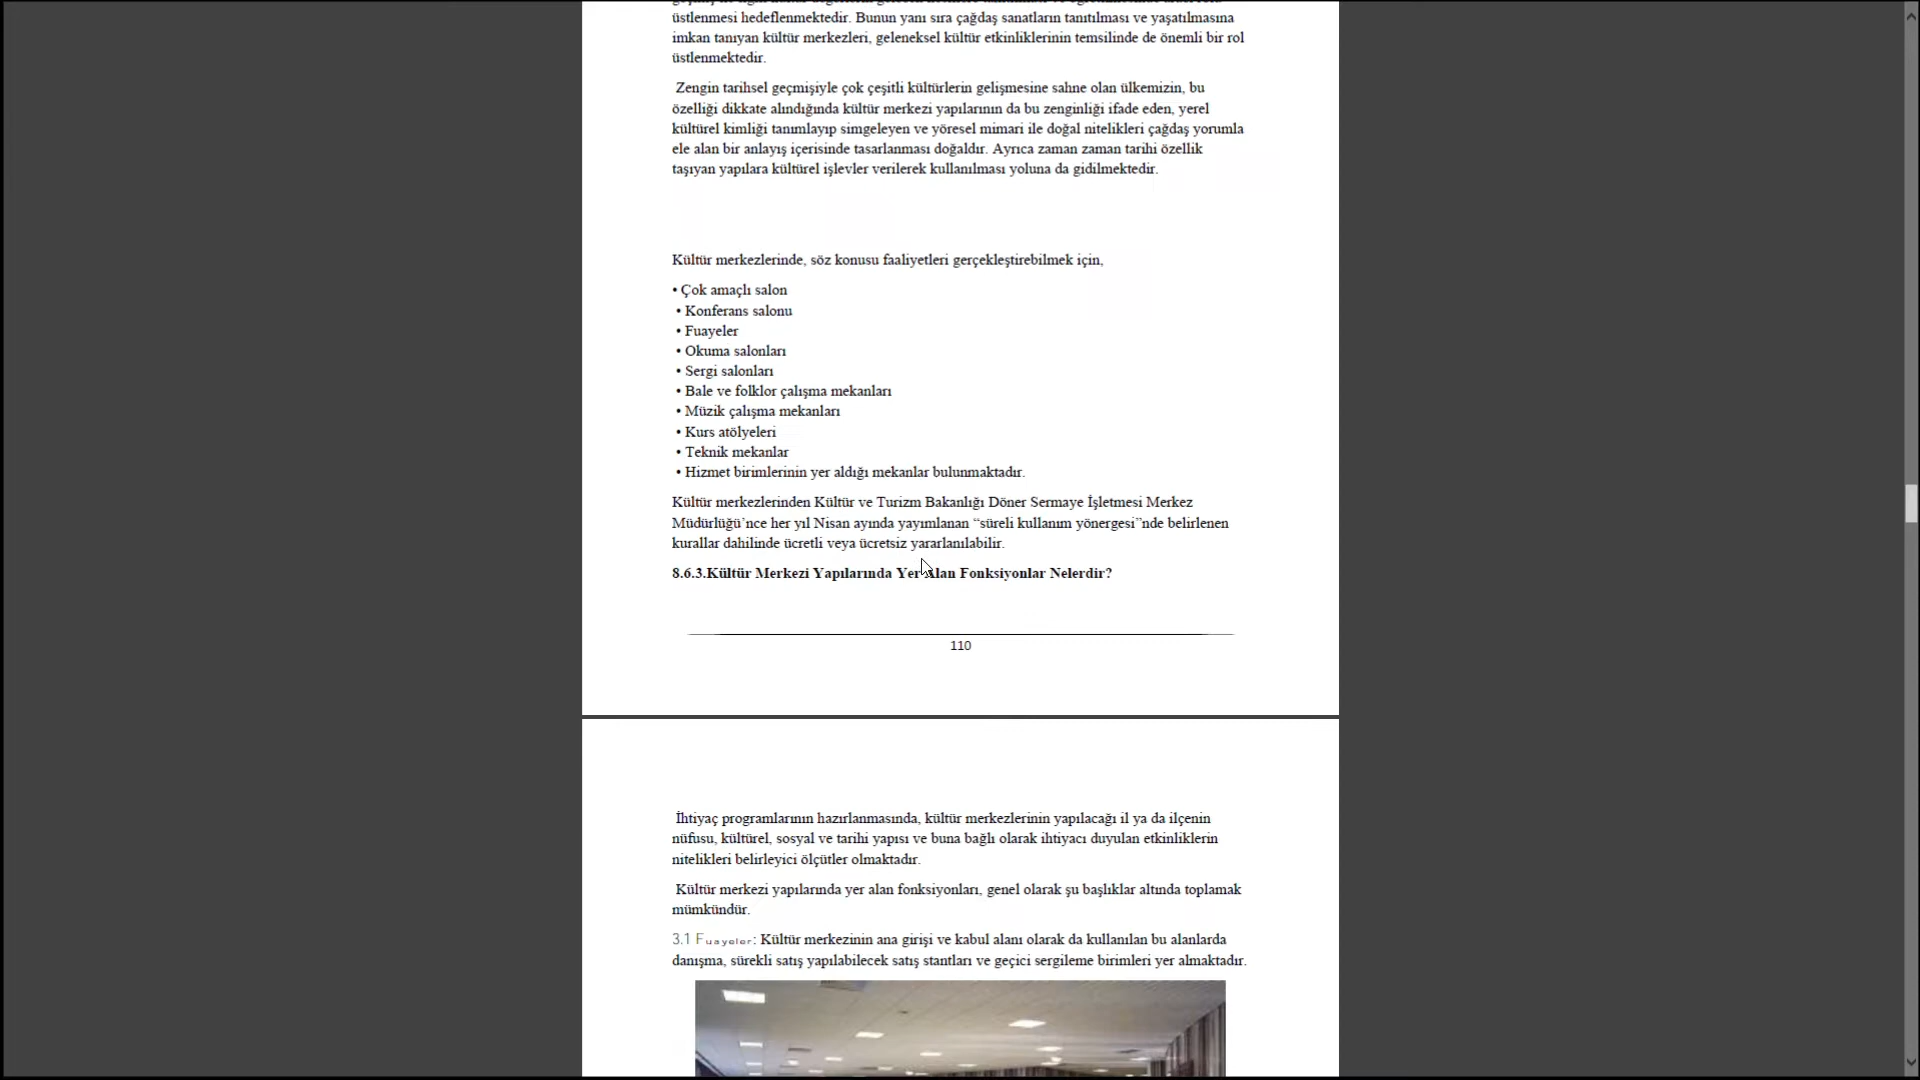 üstlenmesi hedeflenmektedir. Bunun yanı sıra çağdaş sanatların tanıtılması ve yaşatılmasına
imkan tanıyan kültür merkezleri, geleneksel kültür etkinliklerinin temsilinde de önemli bir rol
üstlenmektedir.
Zengin tarihsel geçmişiyle çok çeşitli kültürlerin gelişmesine sahne olan ülkemizin, bu
özelliği dikkate alındığında kültür merkezi yapılarının da bu zenginliği ifade eden, yerel
kültürel kimliği tanımlayıp simgeleyen ve yöresel mimari ile doğal nitelikleri çağdaş yorumla
ele alan bir anlayış içerisinde tasarlanması doğaldır. Ayrıca zaman zaman tarihi özellik
taşıyan yapılara kültürel işlevler verilerek kullanılması yoluna da gidilmektedir.
Kültür merkezlerinde, söz konusu faaliyetleri gerçekleştirebilmek için,
• Çok amaçlı salon
• Konferans salonu
• Fuayeler
• Okuma salonları
• Sergi salonları
• Bale ve folklor çalışma mekanları
• Müzik çalışma mekanları
• Kurs atölyeleri
• Teknik mekanlar
• Hizmet birimlerinin yer aldığı mekanlar bulunmaktadır.
Kültür merkezlerinden Kültür ve Turizm Bakanlığı Döner Sermaye İşletmesi Merkez
Müdürlüğü’nce her yıl Nisan ayında yayımlanan “süreli kullanım yönergesi”nde belirlenen
kurallar dahilinde ücretli veya ücretsiz yararlanılabilir.
8.6.3.Kültür Merkezi Yapılarında Yer Alan Fonksiyonlar Nelerdir?
110
İhtiyaç programlarının hazırlanmasında, kültür merkezlerinin yapılacağı il ya da ilçenin
nüfusu, kültürel, sosyal ve tarihi yapısı ve buna bağlı olarak ihtiyacı duyulan etkinliklerin
nitelikleri belirleyici ölçütler olmaktadır.
Kültür merkezi yapılarında yer alan fonksiyonları, genel olarak şu başlıklar altında toplamak
mümkündür.
3.1 Fuayeler: Kültür merkezinin ana girişi ve kabul alanı olarak da kullanılan bu alanlarda
danışma, sürekli satış yapılabilecek satış stantları ve geçici sergileme birimleri yer almaktadır.